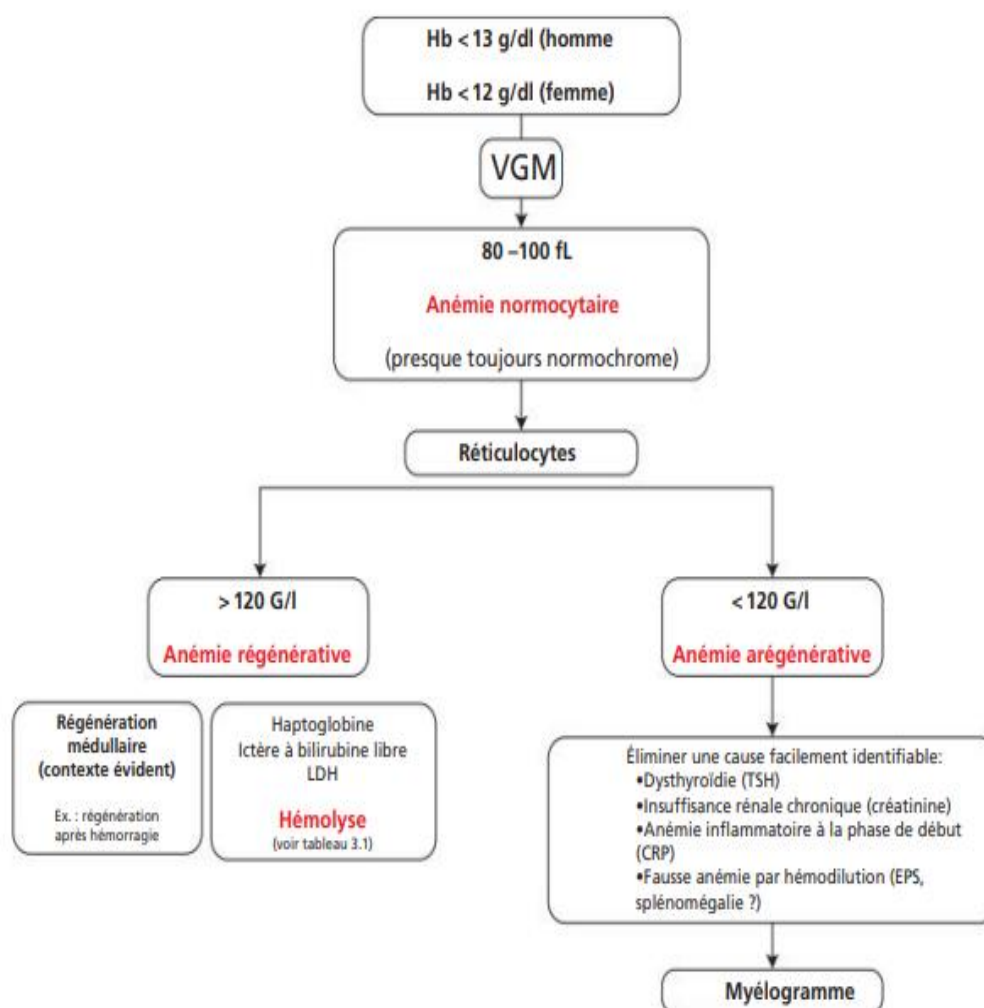 Hb < 13 g/dl (homme
Hb < 12 g/dl (femme)
VGM
80 –100 fL
Anémie normocytaire
(presque toujours normochrome)
Réticulocytes
> 120 G/l
Anémie régénérative
< 120 G/l
Anémie arégénérative
Régénération
médullaire
(contexte évident)
Ex. : régénération
après hémorragie
Haptoglobine
Ictère à bilirubine libre
LDH
Hémolyse
(voir tableau 3.1)
Éliminer une cause facilement identifiable:
•Dysthyroïdie (TSH)
•Insuffisance rénale chronique (créatinine)
•Anémie inflammatoire à la phase de début
(CRP)
•Fausse anémie par hémodilution (EPS,
splénomégalie ?)
Myélogramme